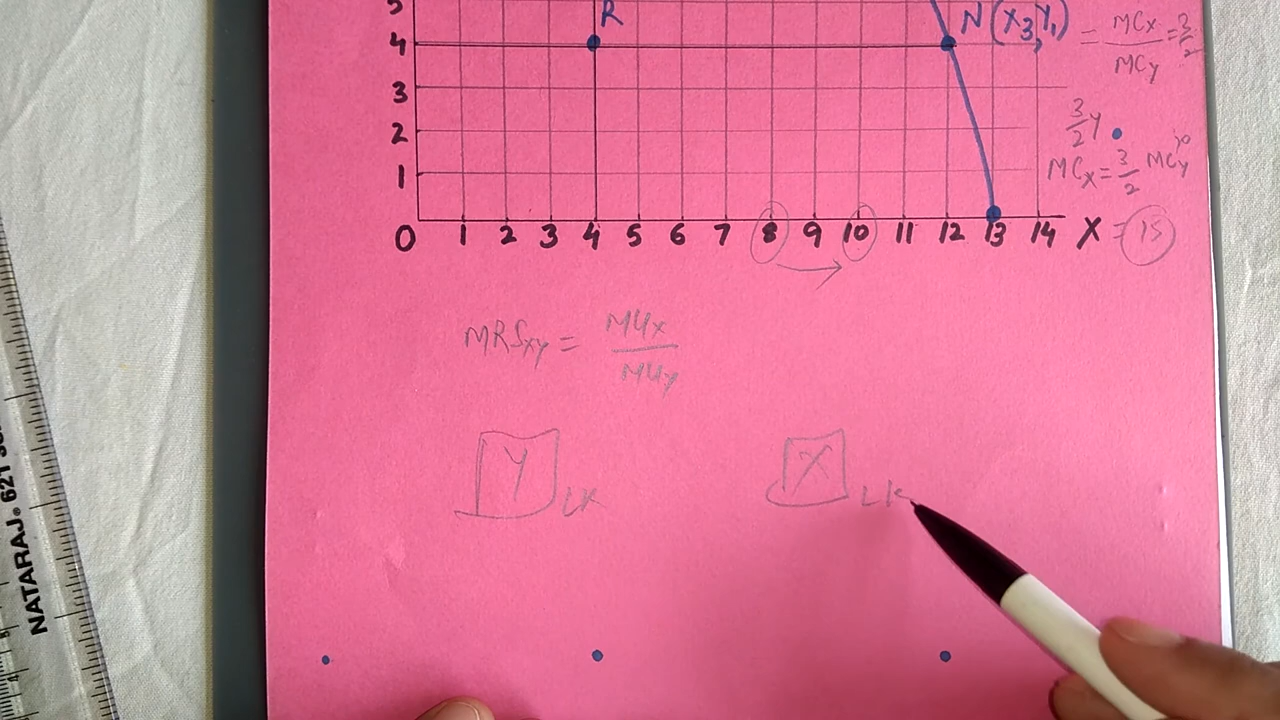 5
R
N(X3,Y1)
= MCx/MCy = 3/2
4
3
3/2 Y
2
MCx = 3/2 MCy
1
0 1 2 3 4 5 6 7 8 9 10 11 12 13 14 X = 15
MRSxy = MUx/MUy
Y LK
X LK
NATARAJ 621